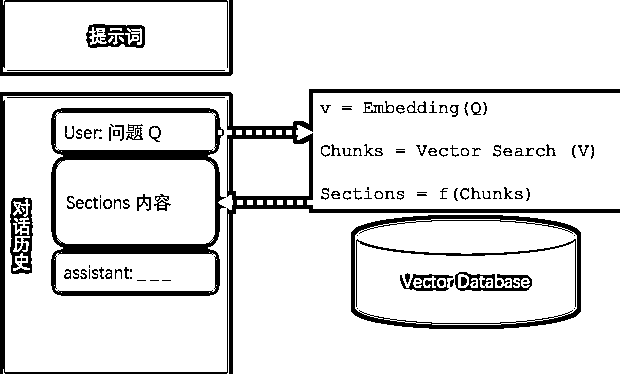 提示词
对话历史
User: 问题 Q
Sections 内容
assistant: _ _ _
v = Embedding(Q)
Chunks = Vector Search (V)
Sections = f(Chunks)
Vector Database